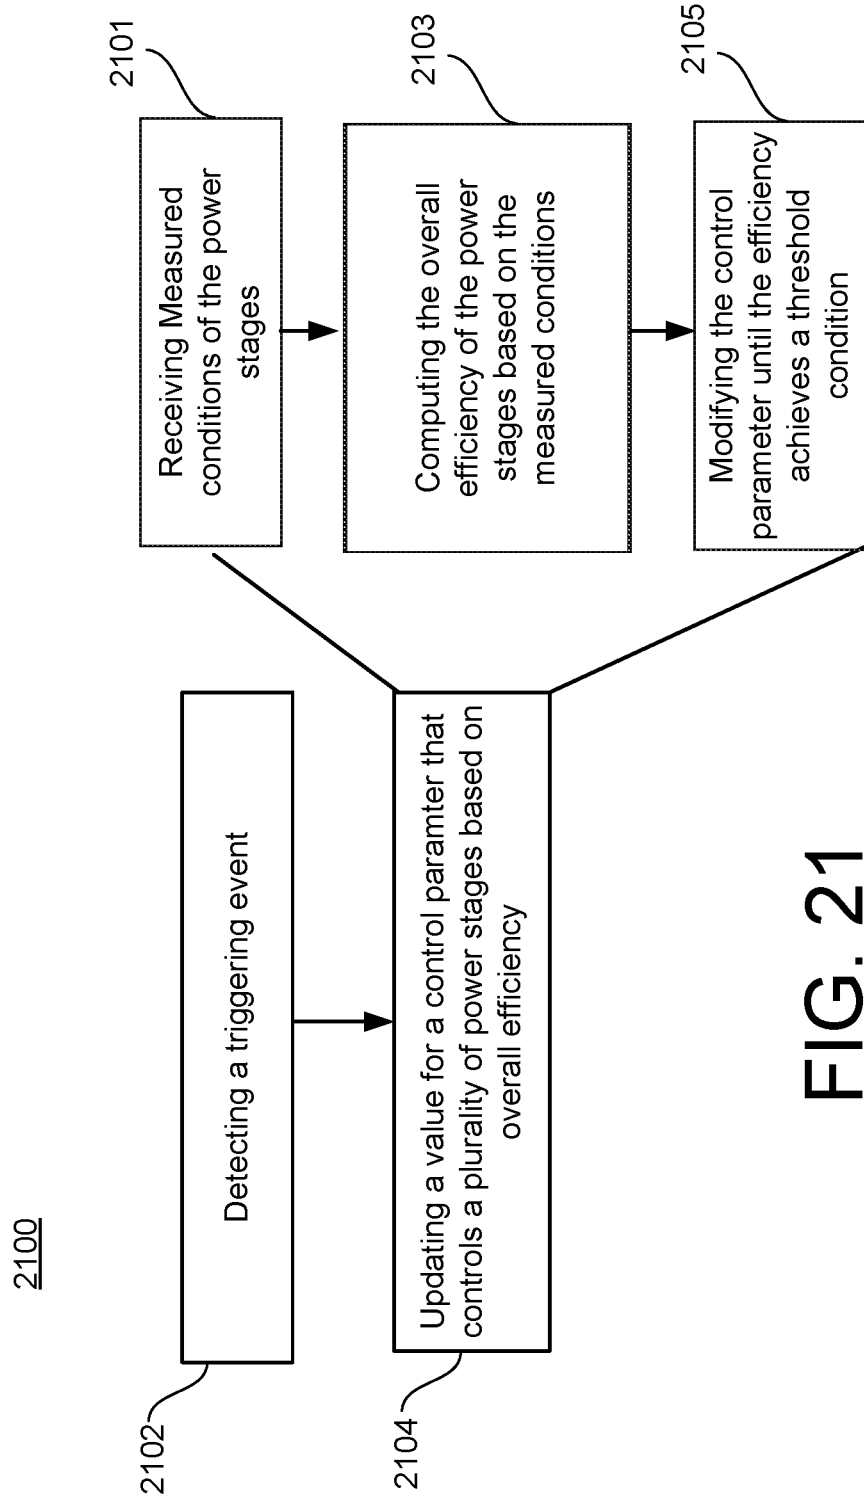 2100
2102
Detecting a triggering event
2104
Updating a value for a control paramter that
controls a plurality of power stages based on
overall efficiency
2101
Receiving Measured
conditions of the power
stages
2103
Computing the overall
efficiency of the power
stages based on the
measured conditions
2105
Modifying the control
parameter until the efficiency
achieves a threshold
condition
FIG. 21